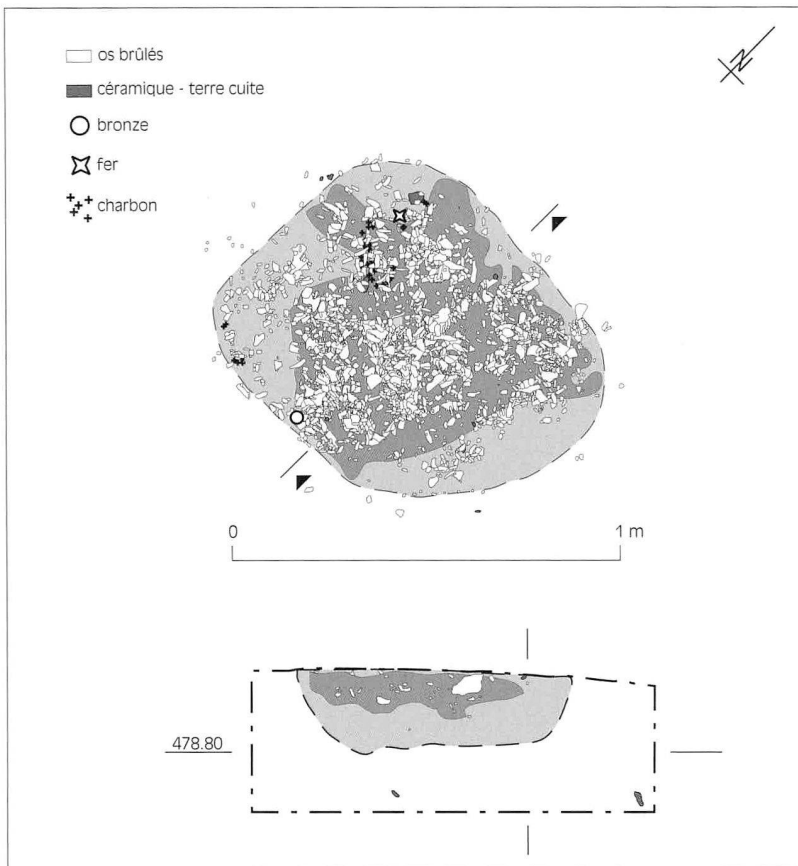 os brûlés
céramique - terre cuite
bronze
fer
charbon
N
0 1 m
478.80